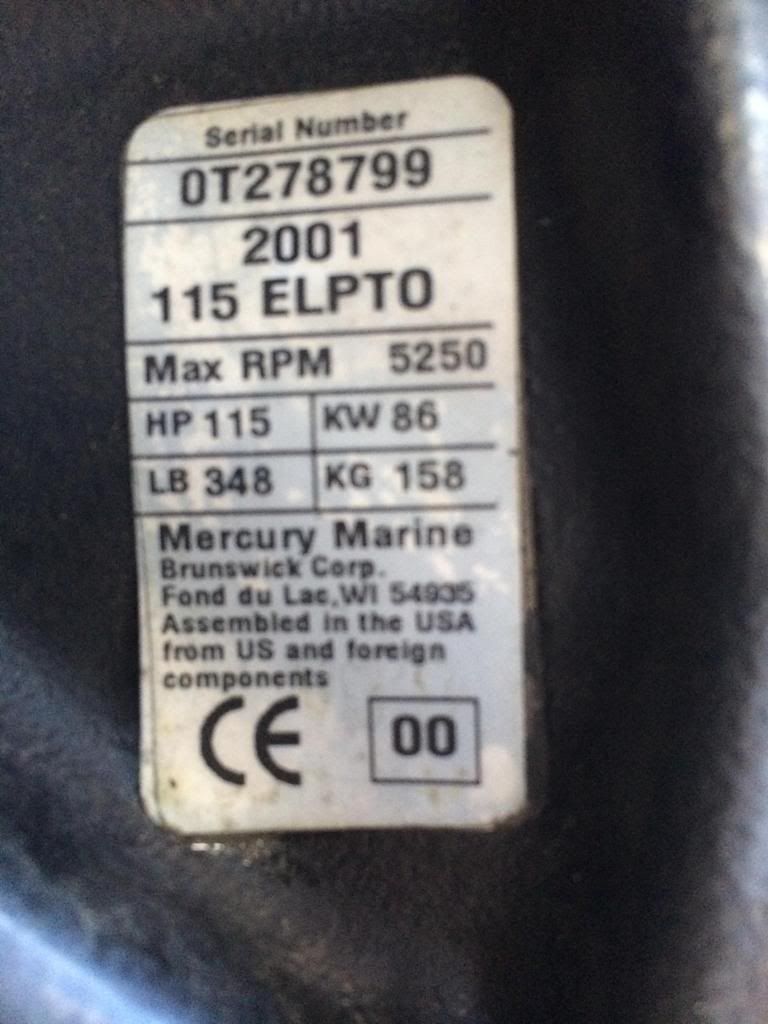 Serial Number
0T278799
2001
115 ELPTO
Max RPM 5250
HP 115 KW 86
LB 348 KG 158
Mercury Marine
Brunswick Corp.
Fond du Lac, WI 54935
Assembled in the USA
from US and foreign
components
CE 00